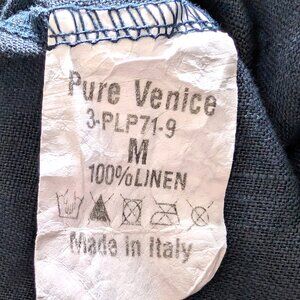 Pure Venice
3-PLP71-9
M
100%LINEN
Made in Italy